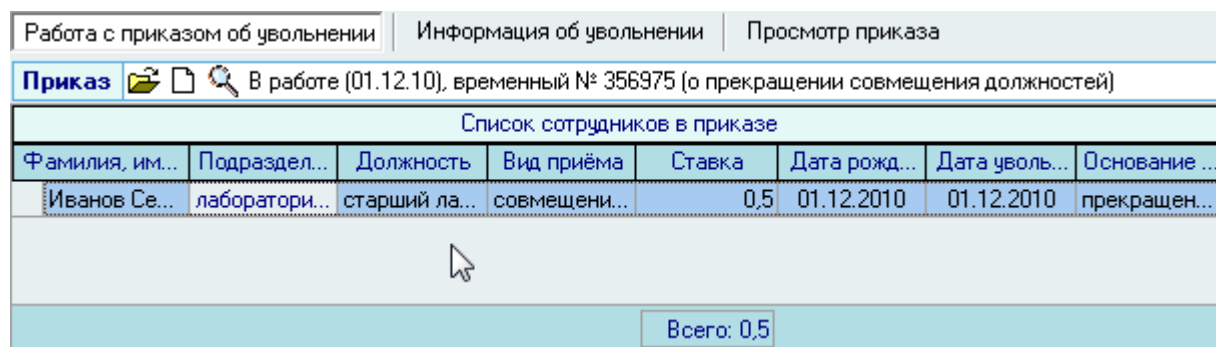 Работа с приказом об увольнении Информация об увольнении Просмотр приказа
Приказ В работе (01.12.10), временный № 356975 (о прекращении совмещения должностей)
Список сотрудников в приказе
Фамилия, им... Подраздел... Должность Вид приёма Ставка Дата рожд... Дата уволь... Основание ...
Иванов Се... лаборатори... старший ла... совмещени... 0,5 01.12.2010 01.12.2010 прекращен...
Всего: 0,5